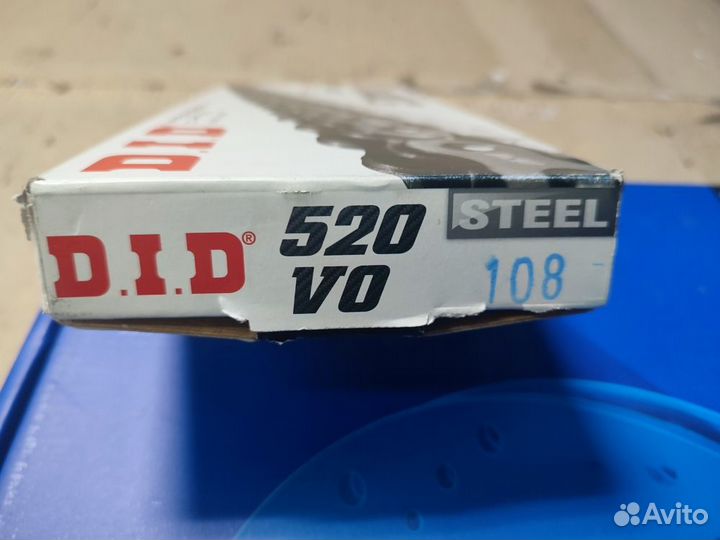 D.I.D
D.I.D®
520
VO
STEEL
108
Avito